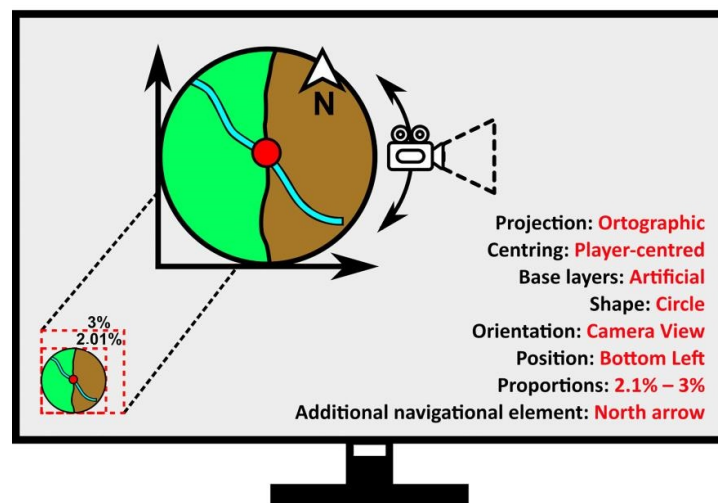 N
Projection: Ortographic
Centring: Player-centred
Base layers: Artificial
Shape: Circle
Orientation: Camera View
Position: Bottom Left
Proportions: 2.1% – 3%
Additional navigational element: North arrow
3%
2.01%